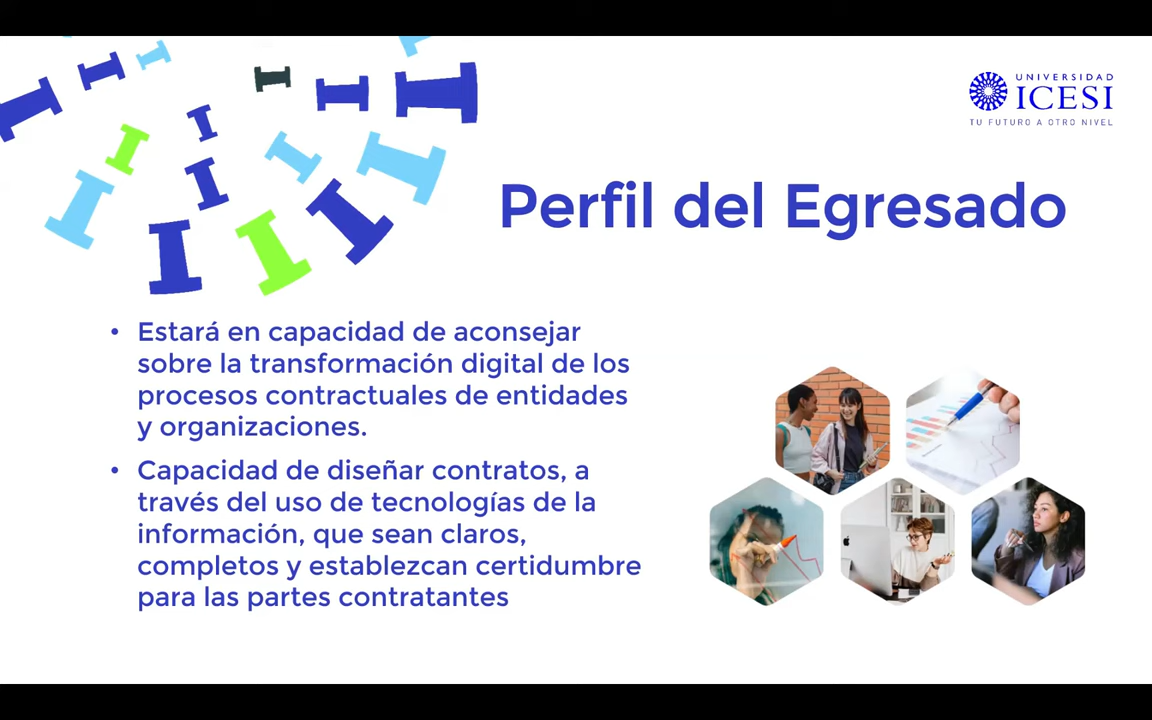 UNIVERSIDAD
ICESI
TU FUTURO A OTRO NIVEL
Perfil del Egresado
• Estará en capacidad de aconsejar
sobre la transformación digital de los
procesos contractuales de entidades
y organizaciones.
• Capacidad de diseñar contratos, a
través del uso de tecnologías de la
información, que sean claros,
completos y establezcan certidumbre
para las partes contratantes